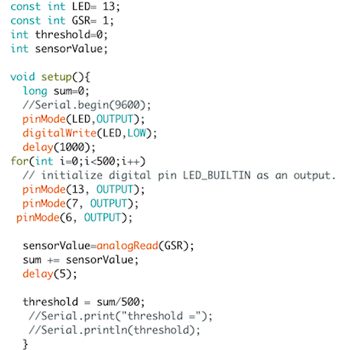 const int LED= 13;
const int GSR= 1;
int threshold=0;
int sensorValue;
void setup(){
long sum=0;
//Serial.begin(9600);
pinMode(LED,OUTPUT);
digitalWrite(LED,LOW);
delay(1000);
for(int i=0;i<500;i++)
// initialize digital pin LED_BUILTIN as an output.
pinMode(13, OUTPUT);
pinMode(7, OUTPUT);
pinMode(6, OUTPUT);
sensorValue=analogRead(GSR);
sum += sensorValue;
delay(5);
threshold = sum/500;
//Serial.print("threshold =");
//Serial.println(threshold);
}